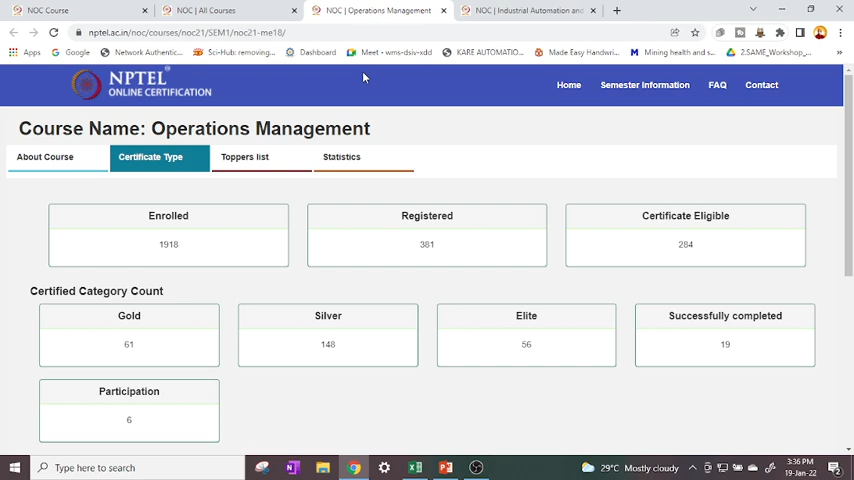 NOC Course
NOC | All Courses
NOC | Operations Management
NOC | Industrial Automation and
nptel.ac.in/noc/courses/noc21/SEM1/noc21-me18/
Apps
Google
Network Authentic...
Sci-Hub: removing...
Dashboard
Meet • wms-dsiv-xdd
KARE AUTOMATIO...
Made Easy Handwri...
Mining health and s...
2.SAME_Workshop_...
NPTEL
ONLINE CERTIFICATION
Home
Semester Information
FAQ
Contact
Course Name: Operations Management
About Course
Certificate Type
Toppers list
Statistics
Enrolled
Registered
Certificate Eligible
1918
381
284
Certified Category Count
Gold
Silver
Elite
Successfully completed
61
148
56
19
Participation
6
Type here to search
29°C Mostly cloudy
3:36 PM
19-Jan-22
2